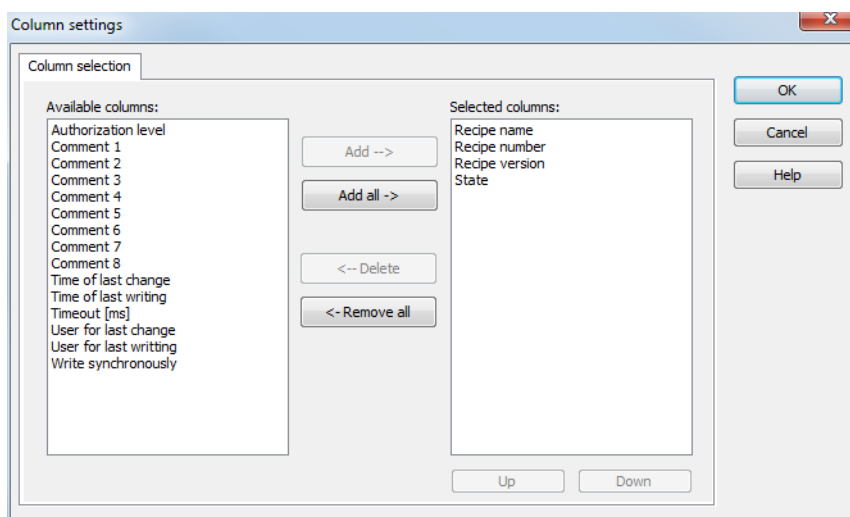 Column settings
X
Column selection
Available columns:
Authorization level
Comment 1
Comment 2
Comment 3
Comment 4
Comment 5
Comment 6
Comment 7
Comment 8
Time of last change
Time of last writing
Timeout [ms]
User for last change
User for last writting
Write synchronously
Add -->
Add all ->
<-- Delete
<- Remove all
Selected columns:
Recipe name
Recipe number
Recipe version
State
Up
Down
OK
Cancel
Help